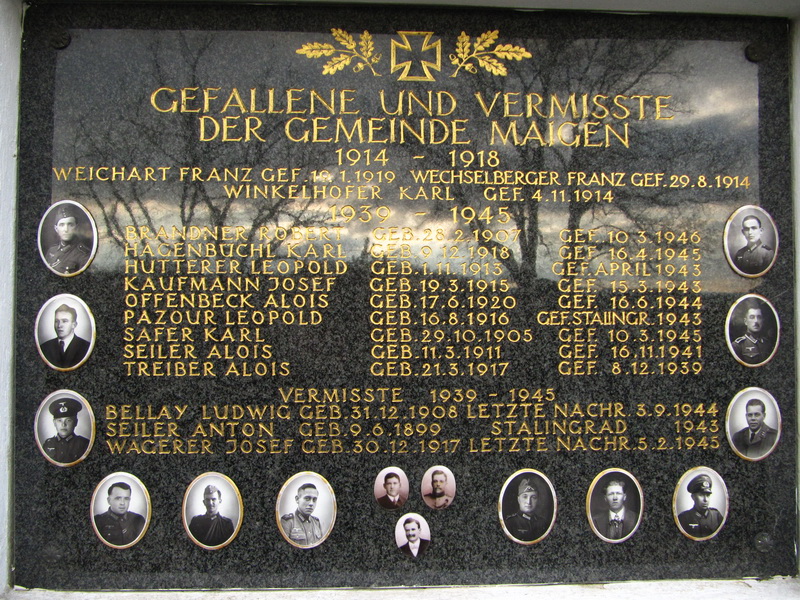 GEFALLENE UND VERMISSTE
DER GEMEINDE MAIGEN
1914 - 1918
WEICHART FRANZ GEF. 1.1919 WECHSELBERGER FRANZ GEF. 29.8.1914
WINKELHOFER KARL GEF. 4.11.1914
1939 - 1945
BRANDNER ROBERT GEB. 28.2.1907 GEF. 10.3.1946
HAGENBÜCHL KARL GEB. 9.12.1918 GEF. 16.4.1945
HUTTERER LEOPOLD GEB. 1.11.1913 GEF. APRIL 1943
KAUFMANN JOSEF GEB. 19.3.1915 GEF. 15.3.1943
OFFENBECK ALOIS GEB. 17.6.1920 GEF. 16.6.1944
PAZOUR LEOPOLD GEB. 16.8.1916 GEF. STALINGR. 1943
SAFER KARL GEB. 29.10.1905 GEF. 10.3.1945
SEILER ALOIS GEB. 11.3.1911 GEF. 16.11.1941
TREIBER ALOIS GEB. 21.3.1917 GEF. 8.12.1939
VERMISSTE 1939 - 1945
BELLAY LUDWIG GEB. 31.12.1908 LETZTE NACHR. 3.9.1944
SEILER ANTON GEB. 9.6.1899 STALINGRAD 1943
WAGERER JOSEF GEB. 30.12.1917 LETZTE NACHR. 5.2.1945